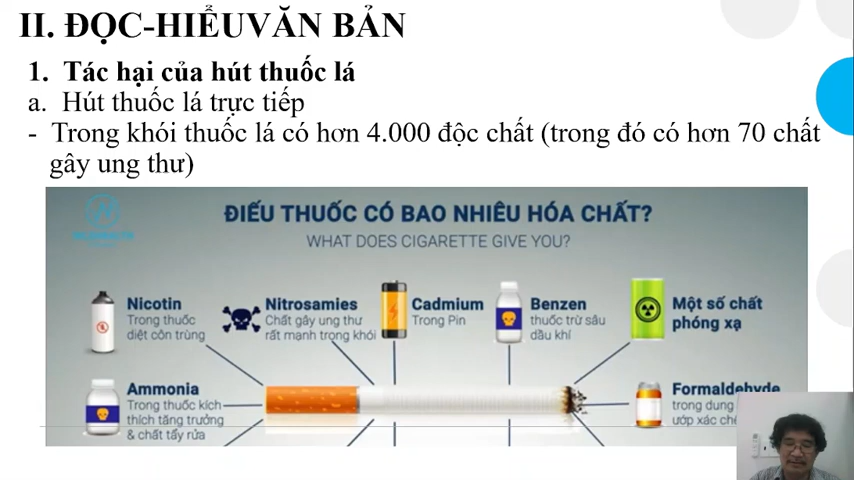 II. ĐỌC-HIỂUVĂN BẢN
1. Tác hại của hút thuốc lá
a. Hút thuốc lá trực tiếp
- Trong khói thuốc lá có hơn 4.000 độc chất (trong đó có hơn 70 chất
gây ung thư)
ĐIẾU THUỐC CÓ BAO NHIÊU HÓA CHẤT?
WHAT DOES CIGARETTE GIVE YOU?
Nicotin
Trong thuốc
diệt côn trùng
Nitrosamies
Chất gây ung thư
rất mạnh trong khói
Cadmium
Trong Pin
Benzen
thuốc trừ sâu
dầu khí
Một số chất
phóng xạ
Ammonia
Trong thuốc kích
thích tăng trưởng
& chất tẩy rửa
Formaldehyde
trong dung
ướp xác